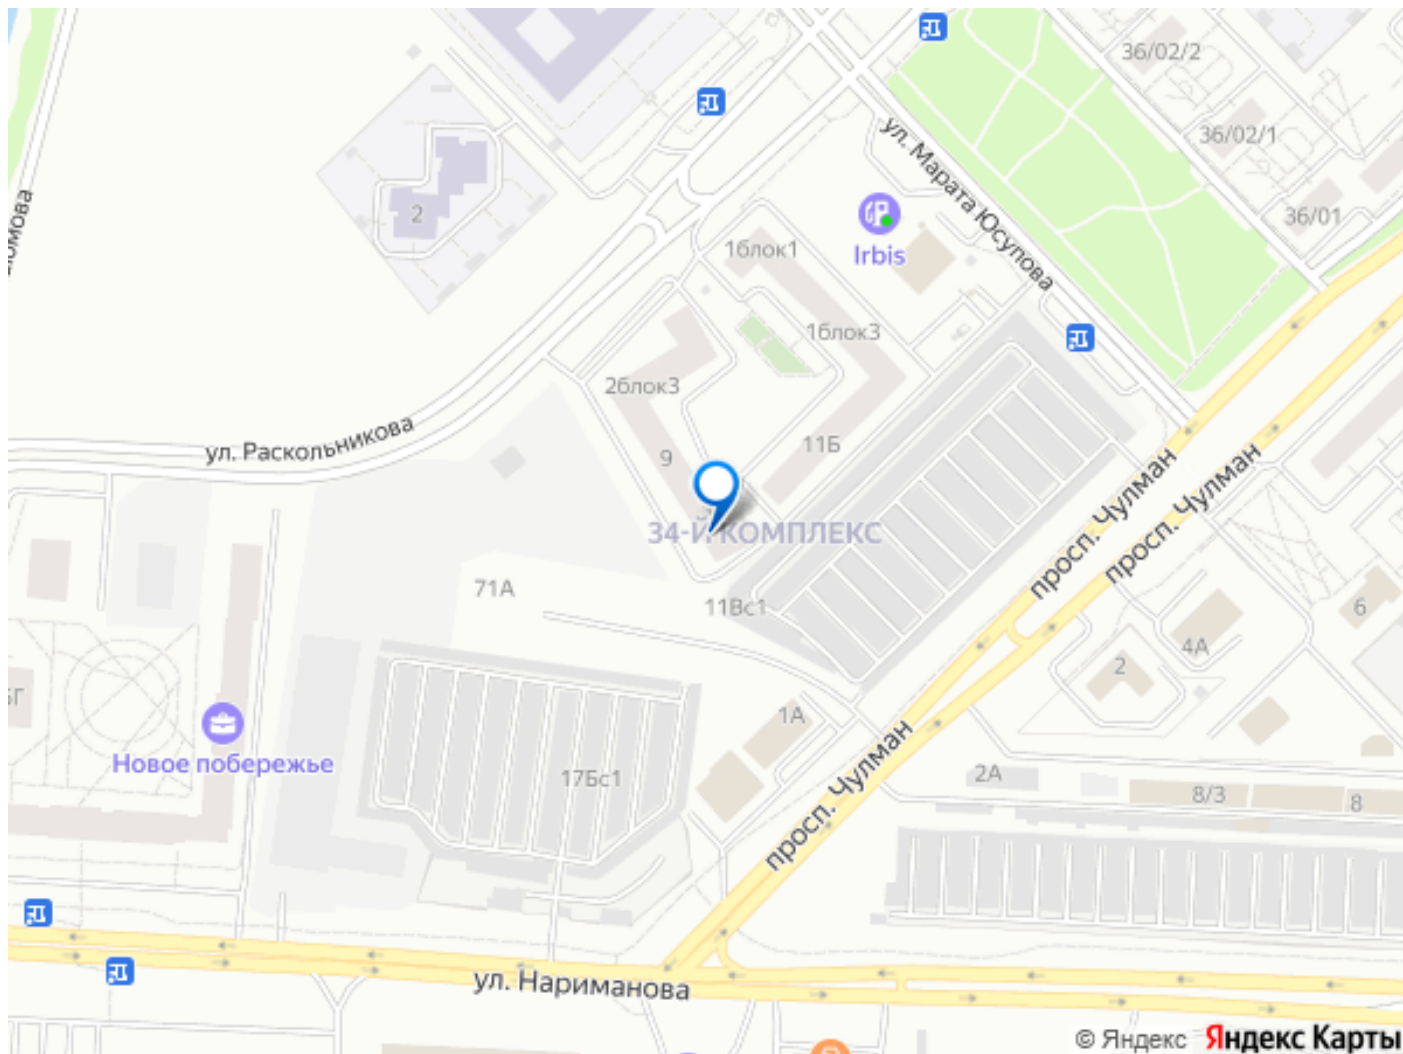 36/02/2
36/02/1
36/01
ул. Марата Юсупова
2
Irbis
1блок1
1блок3
2блок3
ул. Раскольникова
9
11Б
34-Й КОМПЛЕКС
просп. Чулман
просп. Чулман
71А
11Вс1
6
4А
2
1А
Новое побережье
17Бс1
просп. Чулман
2А
8/3
8
ул. Нариманова
© Яндекс Яндекс Карты